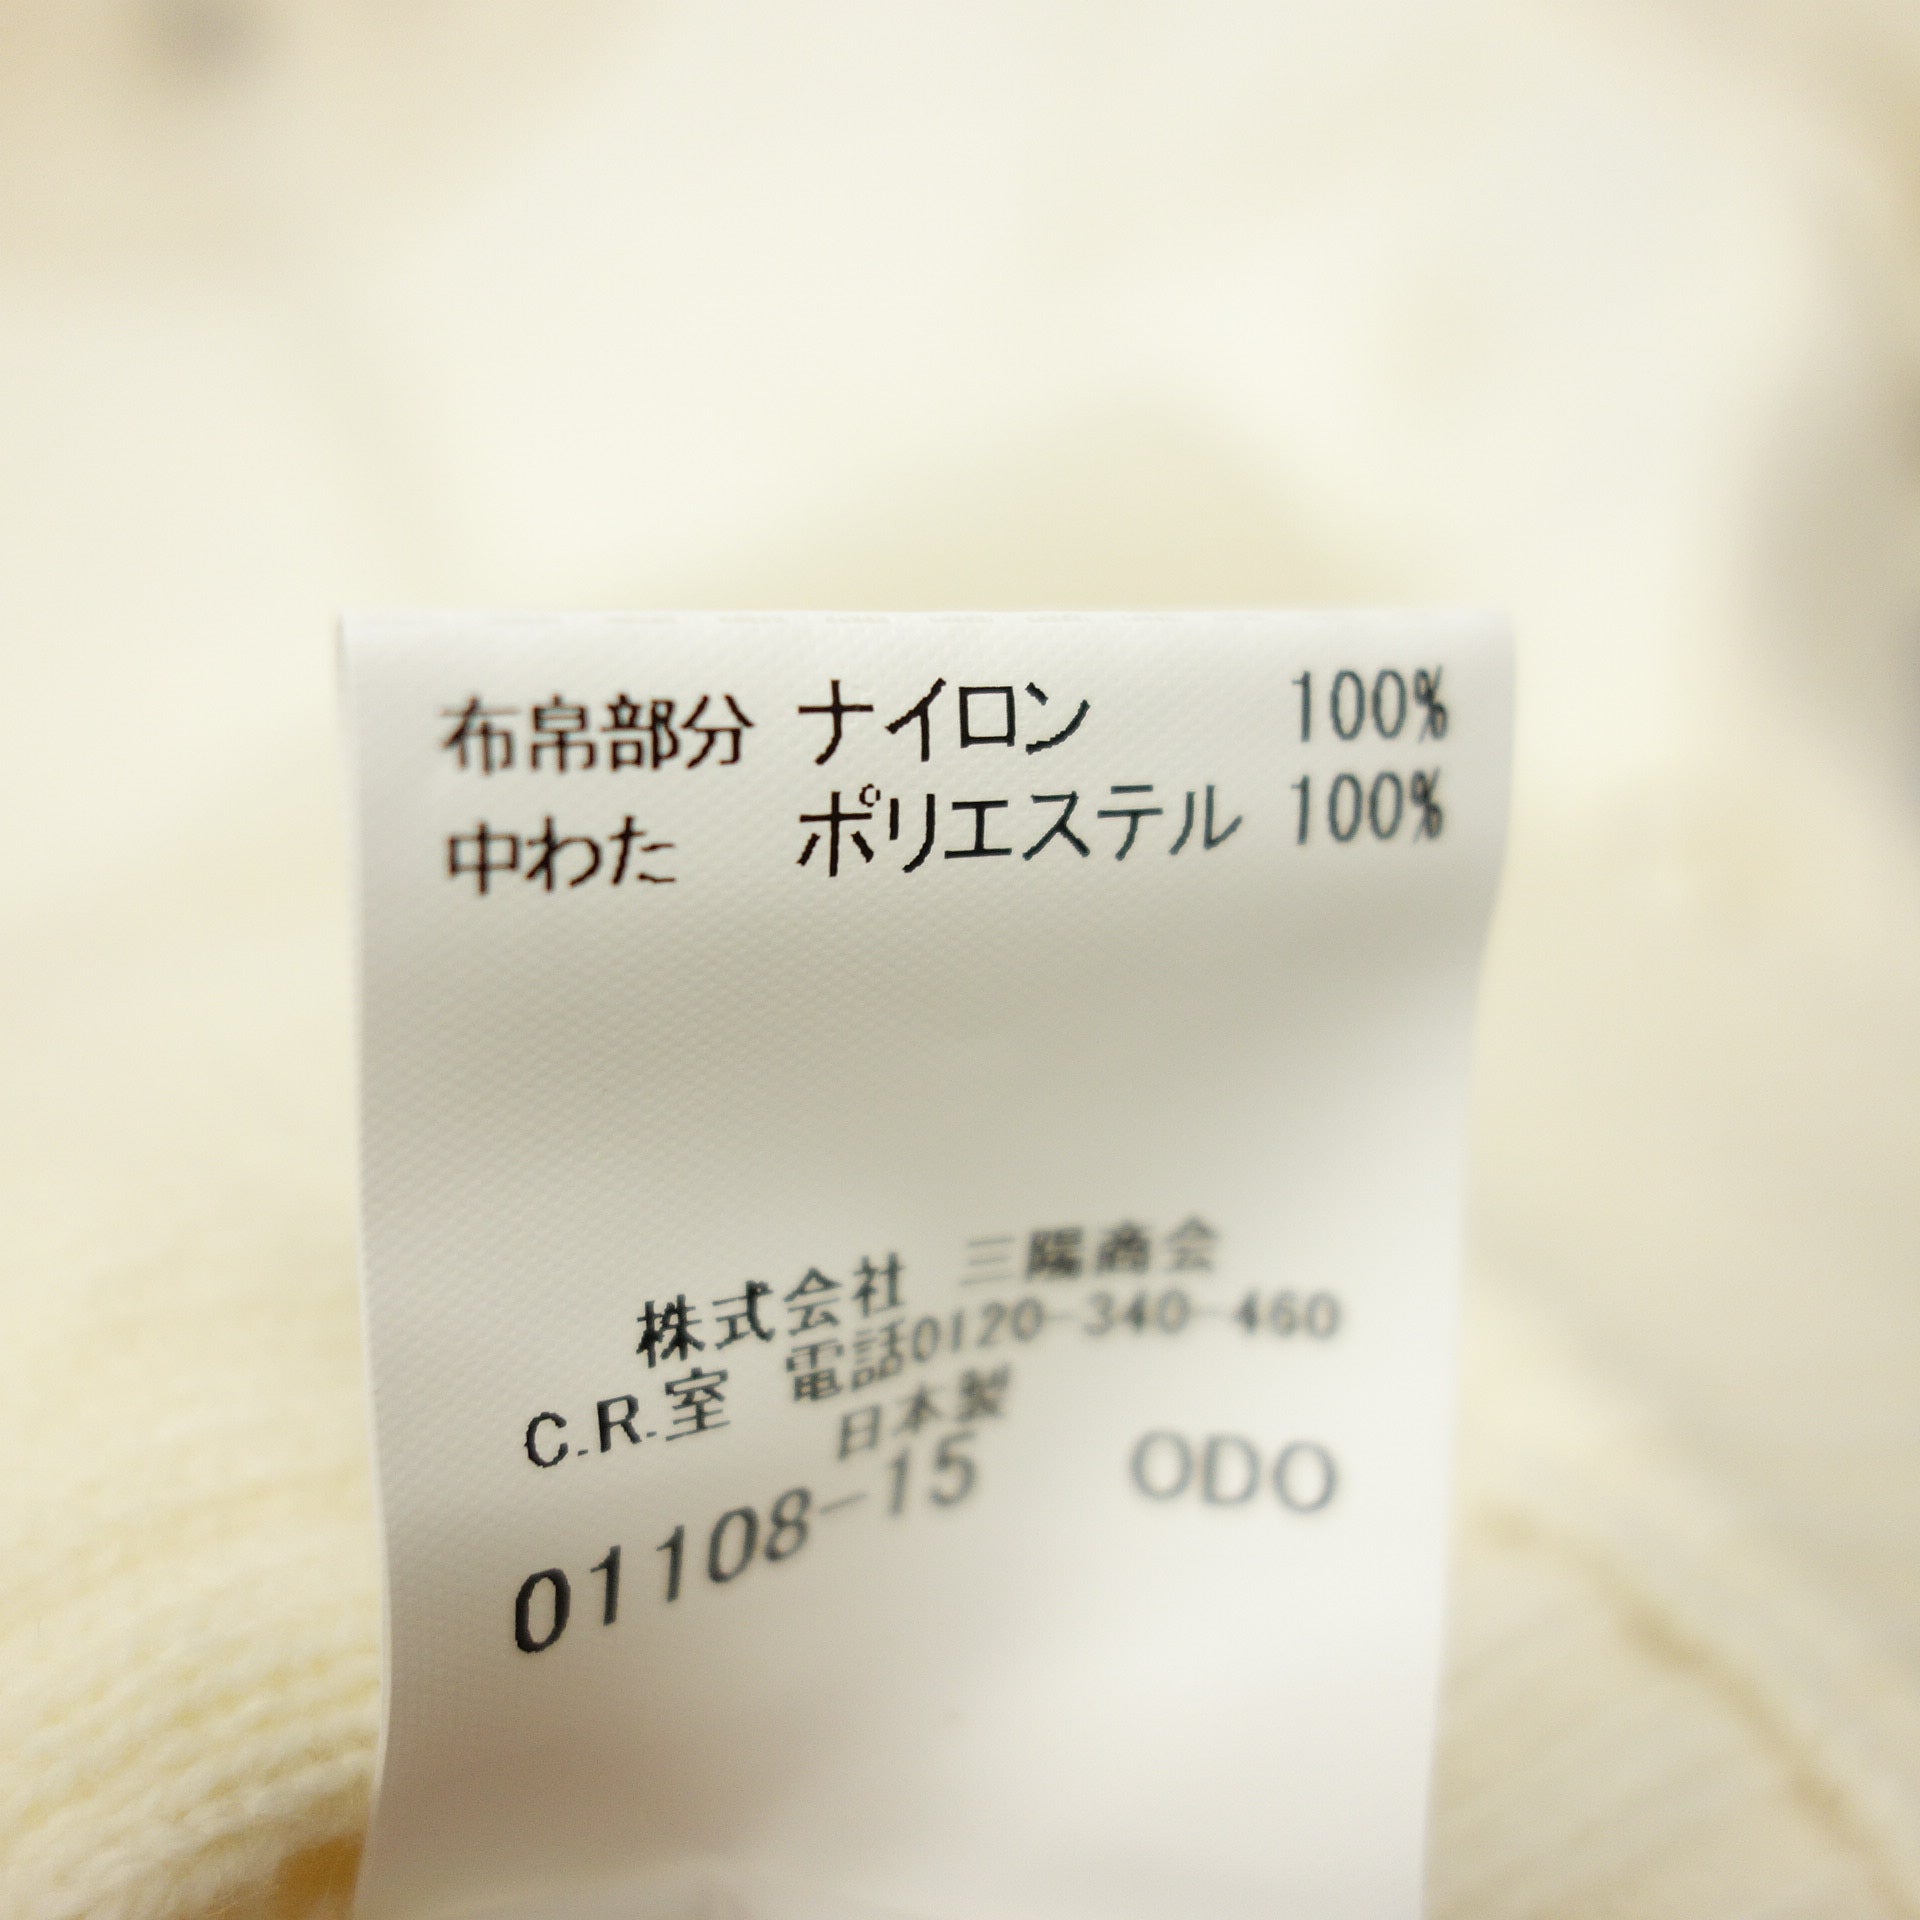 布帛部分 ナイロン 100%
中わた ポリエステル 100%
株式会社 三陽商会
C.R.室 電話0120-340-460
日本製
01108-15 ODO